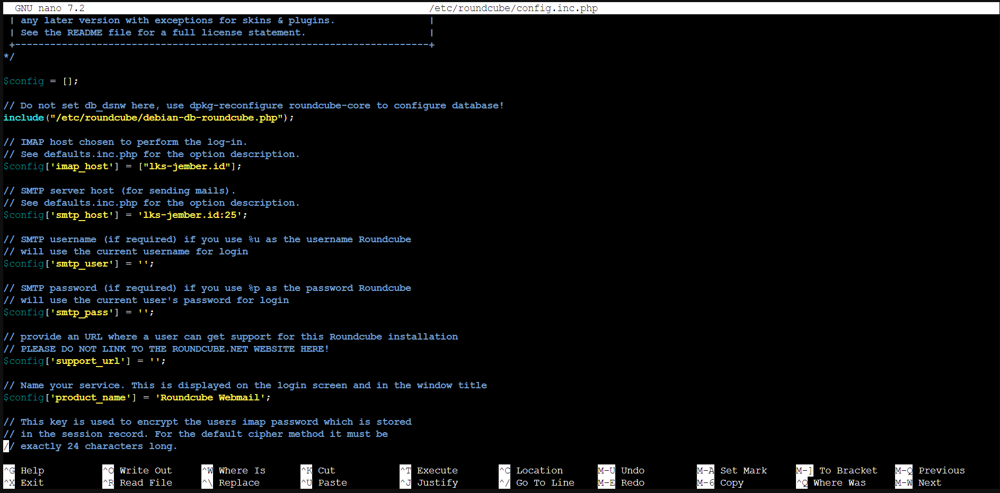 GNU nano 7.2 /etc/roundcube/config.inc.php
| any later version with exceptions for skins & plugins. |
| See the README file for a full license statement. |
+-----------------------------------------------------------------------+
*/
$config = [];
// Do not set db_dsnw here, use dpkg-reconfigure roundcube-core to configure database!
include("/etc/roundcube/debian-db-roundcube.php");
// IMAP host chosen to perform the log-in.
// See defaults.inc.php for the option description.
$config['imap_host'] = ["lks-jember.id"];
// SMTP server host (for sending mails).
// See defaults.inc.php for the option description.
$config['smtp_host'] = 'lks-jember.id:25';
// SMTP username (if required) if you use %u as the username Roundcube
// will use the current username for login
$config['smtp_user'] = '';
// SMTP password (if required) if you use %p as the password Roundcube
// will use the current user's password for login
$config['smtp_pass'] = '';
// provide an URL where a user can get support for this Roundcube installation
// PLEASE DO NOT LINK TO THE ROUNDCUBE.NET WEBSITE HERE!
$config['support_url'] = '';
// Name your service. This is displayed on the login screen and in the window title
$config['product_name'] = 'Roundcube Webmail';
// This key is used to encrypt the users imap password which is stored
// in the session record. For the default cipher method it must be
// exactly 24 characters long.
^G Help ^O Write Out ^W Where Is ^K Cut ^T Execute ^C Location M-U Undo M-A Set Mark M-] To Bracket M-Q Previous
^X Exit ^R Read File ^\ Replace ^U Paste ^J Justify ^/ Go To Line M-E Redo M-6 Copy ^Q Where Was M-W Next